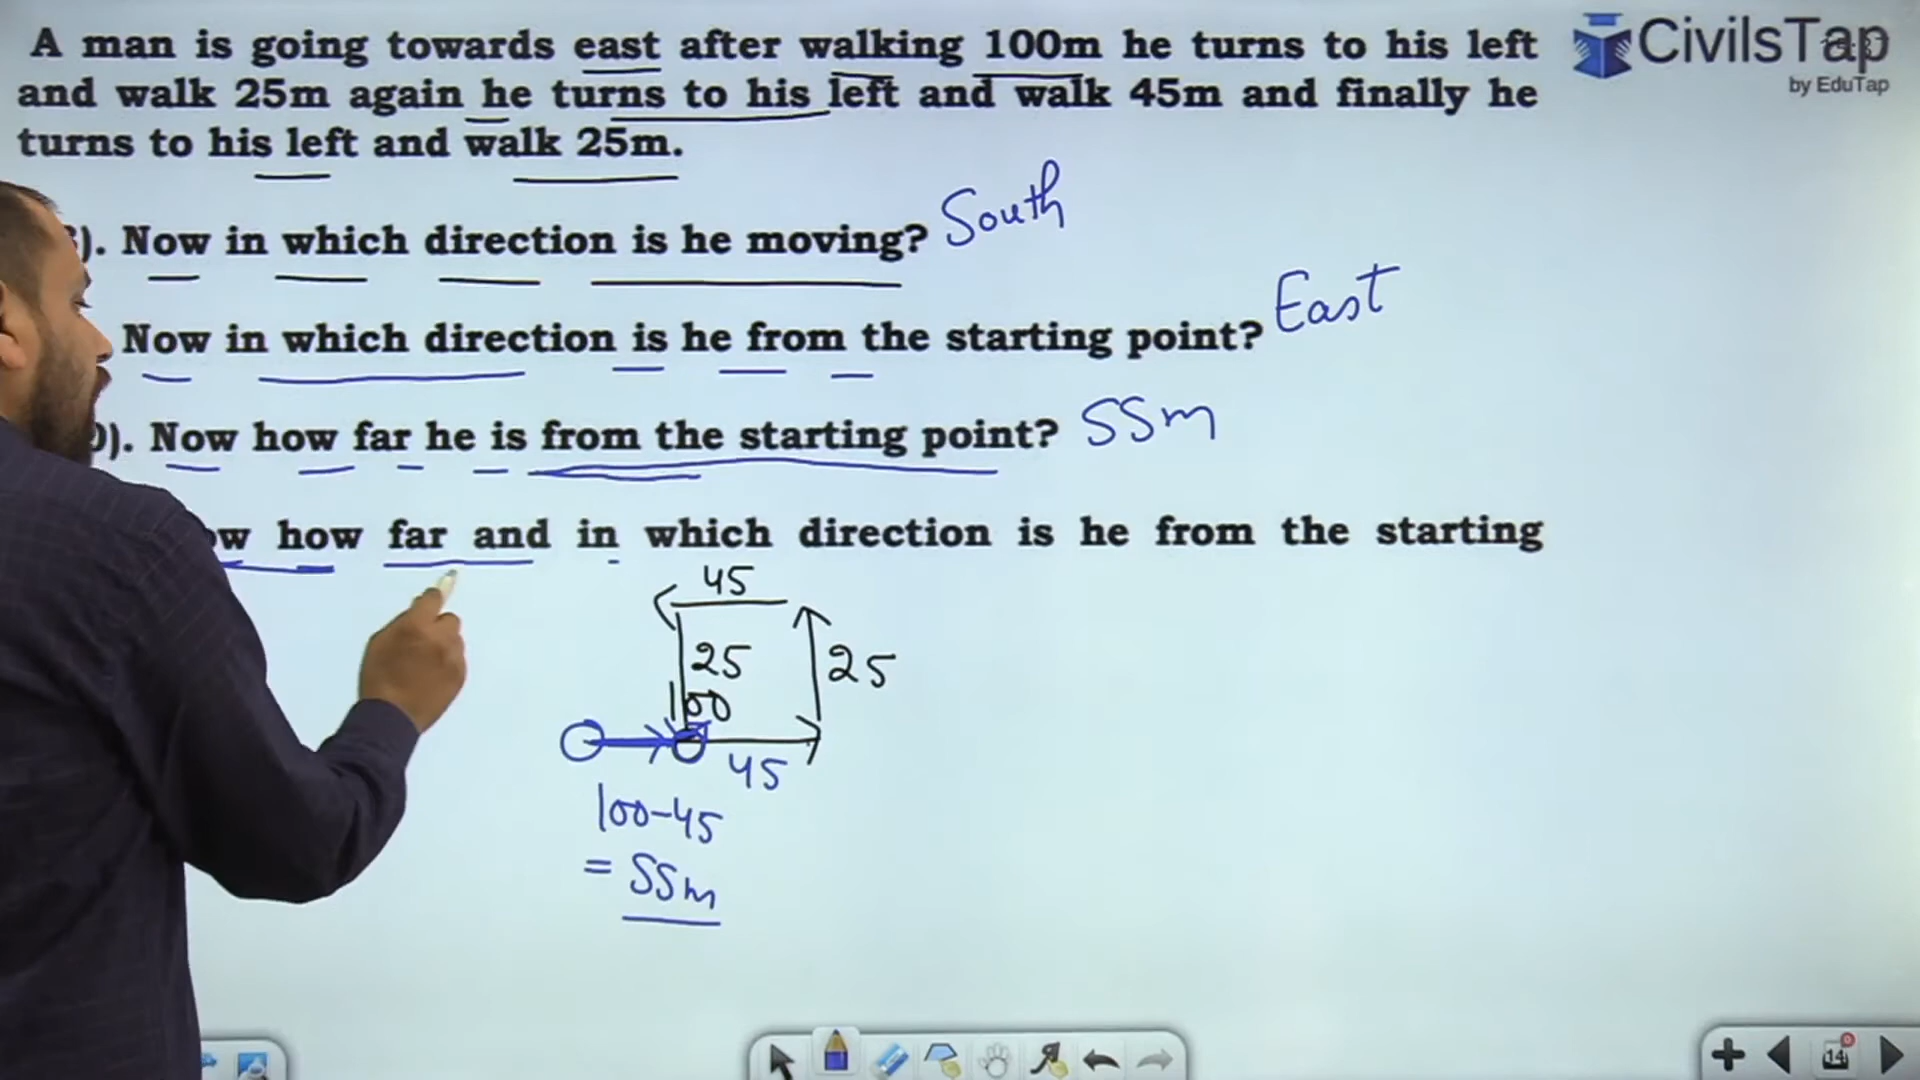 A man is going towards east after walking 100m he turns to his left
and walk 25m again he turns to his left and walk 45m and finally he
turns to his left and walk 25m.
CivilsTap
by EduTap
). Now in which direction is he moving? South
Now in which direction is he from the starting point? East
). Now how far he is from the starting point? 55m
how far and in which direction is he from the starting
45
25
25
100
45
100-45
= 55m
14